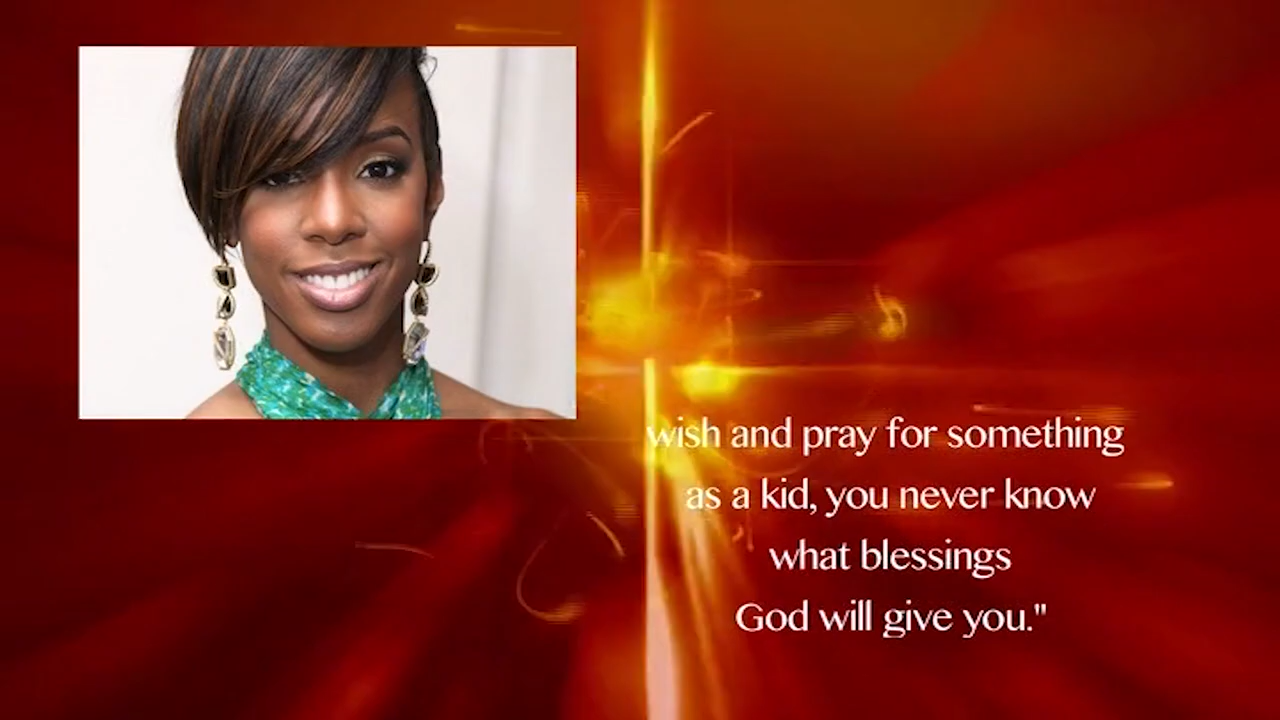 wish and pray for something
as a kid, you never know
what blessings
God will give you."